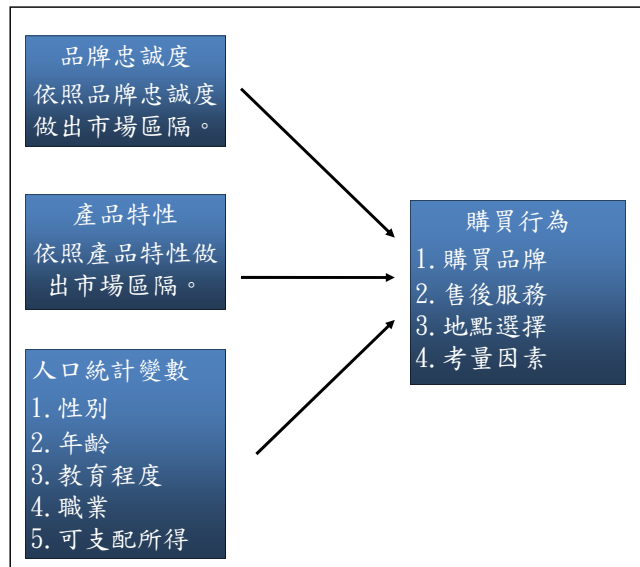 品牌忠誠度
依照品牌忠誠度
做出市場區隔。
產品特性
依照產品特性做
出市場區隔。
人口統計變數
1.性別
2.年齡
3.教育程度
4.職業
5.可支配所得
購買行為
1.購買品牌
2.售後服務
3.地點選擇
4.考量因素